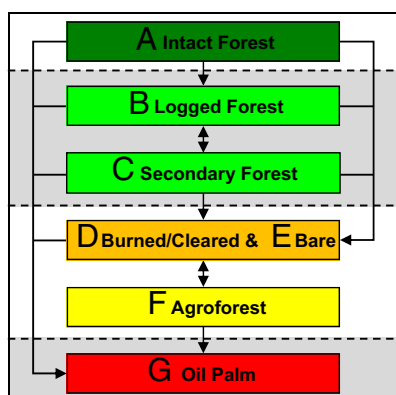 A Intact Forest
B Logged Forest
C Secondary Forest
D Burned/Cleared & E Bare
F Agroforest
G Oil Palm